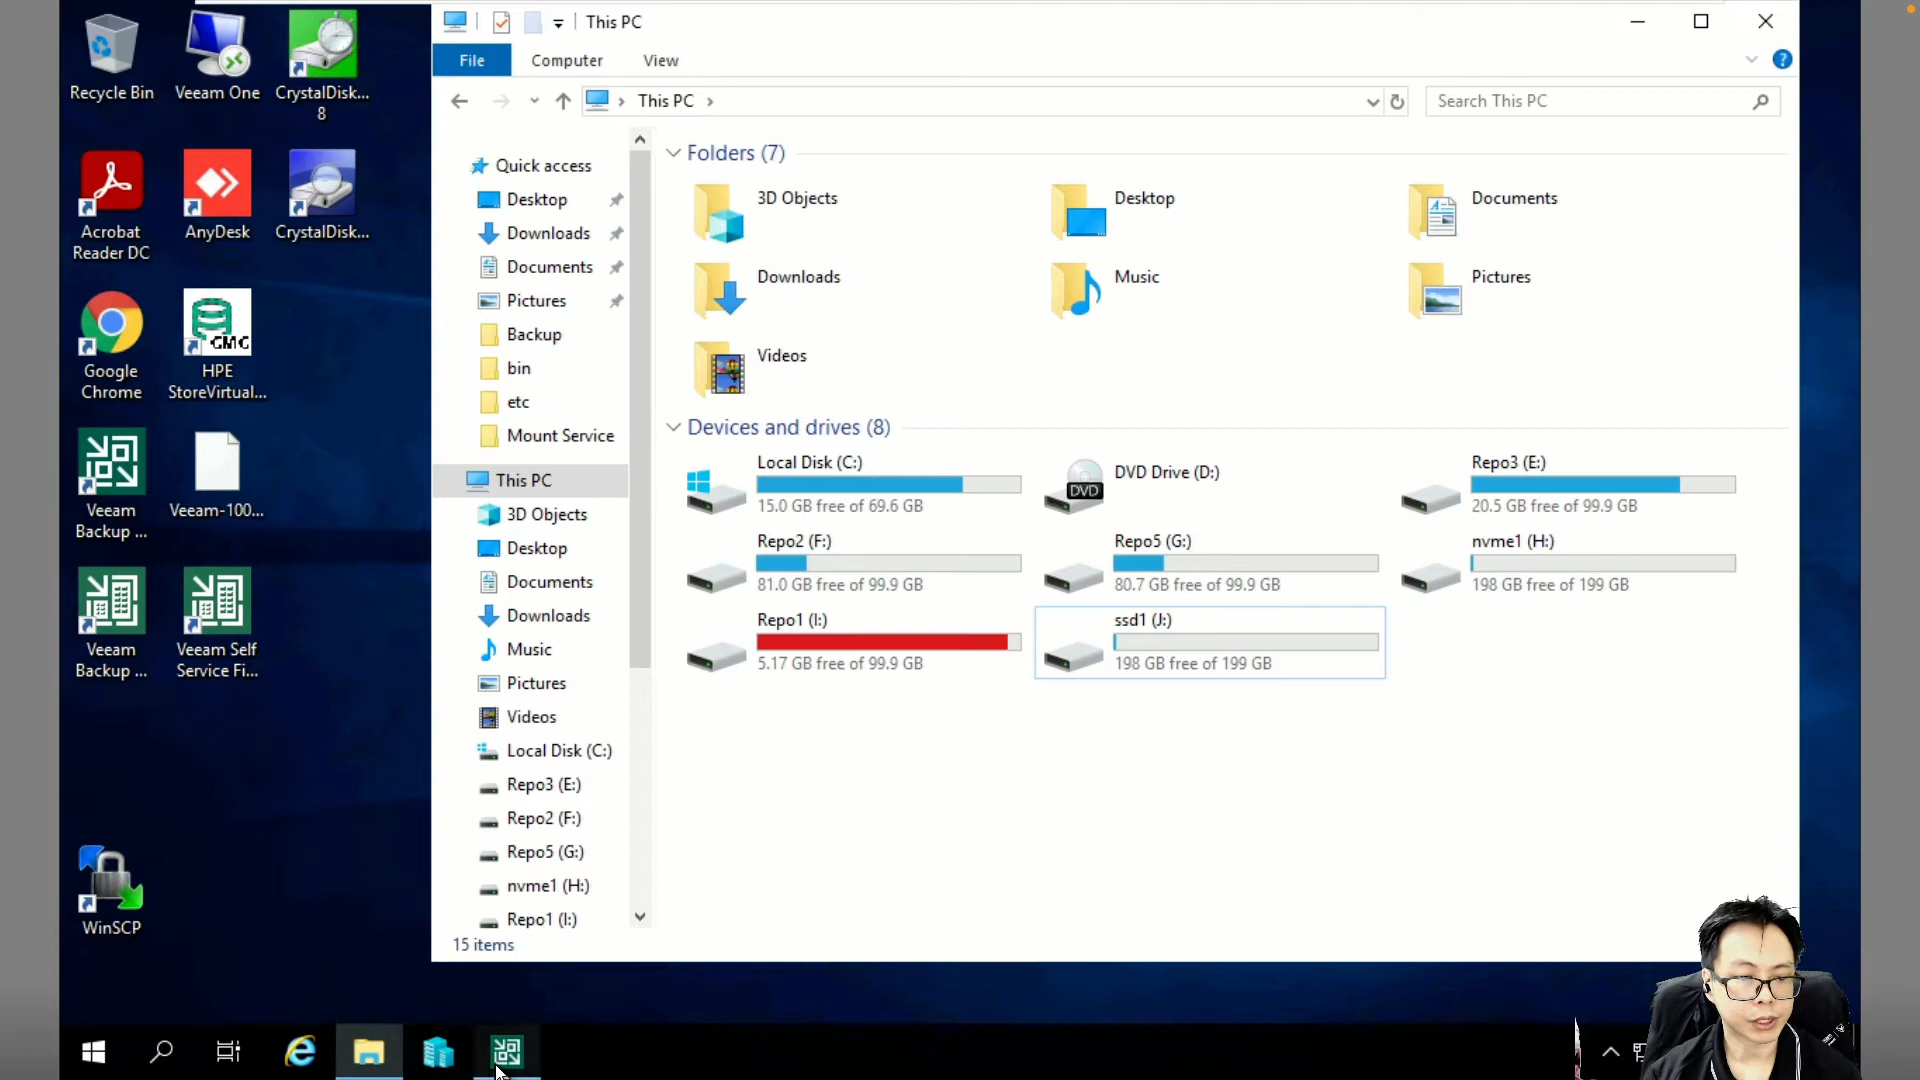 Recycle Bin
Veeam One
CrystalDisk...
8
Acrobat
Reader DC
AnyDesk
CrystalDisk...
Google
Chrome
CMC
HPE
StoreVirtual...
Veeam
Backup ...
Veeam-100...
Veeam
Backup ...
Veeam Self
Service Fi...
WinSCP
This PC
File
Computer
View
This PC
Search This PC
Quick access
Desktop
Downloads
Documents
Pictures
Backup
bin
etc
Mount Service
This PC
3D Objects
Desktop
Documents
Downloads
Music
Pictures
Videos
Local Disk (C:)
Repo3 (E:)
Repo2 (F:)
Repo5 (G:)
nvme1 (H:)
Repo1 (I:)
15 items
Folders (7)
3D Objects
Desktop
Documents
Downloads
Music
Pictures
Videos
Devices and drives (8)
Local Disk (C:)
15.0 GB free of 69.6 GB
DVD Drive (D:)
DVD
Repo3 (E:)
20.5 GB free of 99.9 GB
Repo2 (F:)
81.0 GB free of 99.9 GB
Repo5 (G:)
80.7 GB free of 99.9 GB
nvme1 (H:)
198 GB free of 199 GB
Repo1 (I:)
5.17 GB free of 99.9 GB
ssd1 (J:)
198 GB free of 199 GB